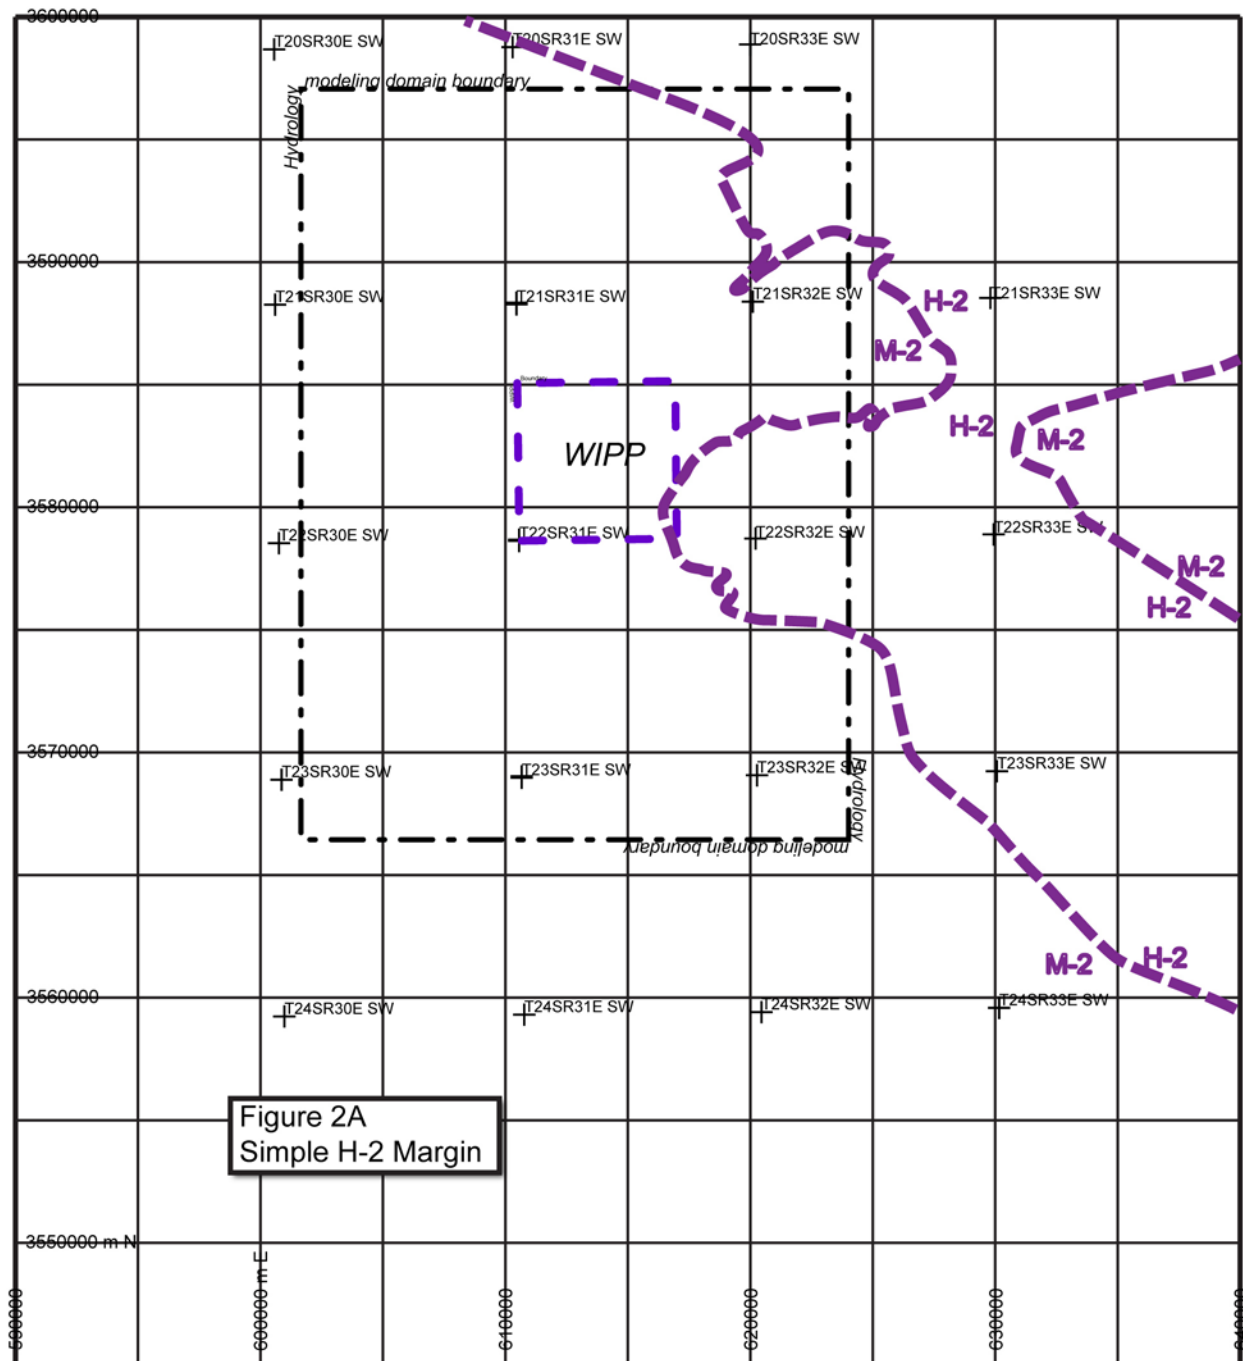 3600000
T20SR30E SW
T20SR31E SW
T20SR33E SW
modeling domain boundary
Hydrology
3590000
T21SR30E SW
T21SR31E SW
T21SR32E SW
H-2
T21SR33E SW
M-2
Boundary
H-2
M-2
WIPP
3580000
T22SR30E SW
T22SR31E SW
T22SR32E SW
T22SR33E SW
M-2
H-2
3570000
T23SR30E SW
T23SR31E SW
T23SR32E SW
T23SR33E SW
Hydrology
modeling domain boundary
M-2
H-2
3560000
T24SR30E SW
T24SR31E SW
T24SR32E SW
T24SR33E SW
Figure 2A
Simple H-2 Margin
3550000 m N
600000 m E
610000
620000
630000